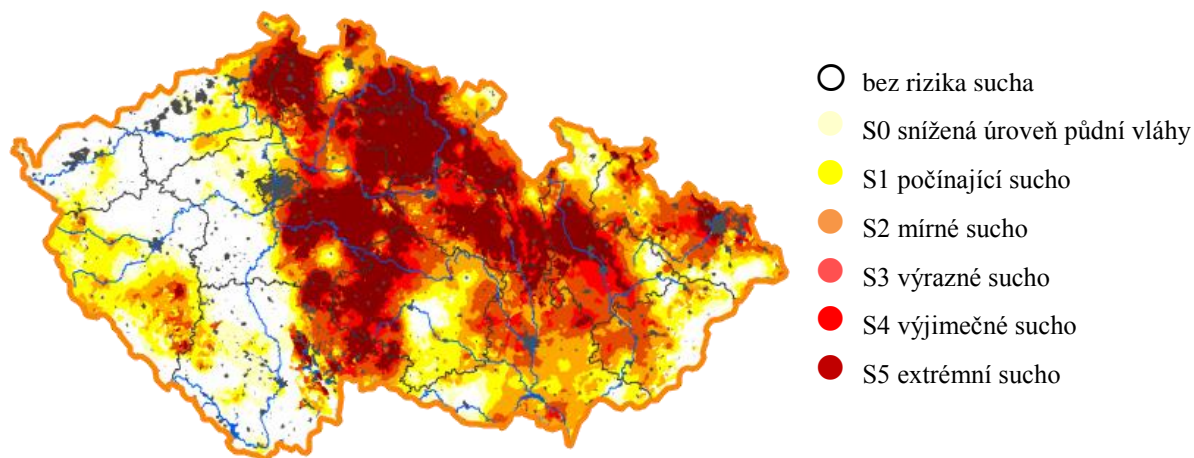 bez rizika sucha
S0 snížená úroveň půdní vláhy
S1 počínající sucho
S2 mírné sucho
S3 výrazné sucho
S4 výjimečné sucho
S5 extrémní sucho